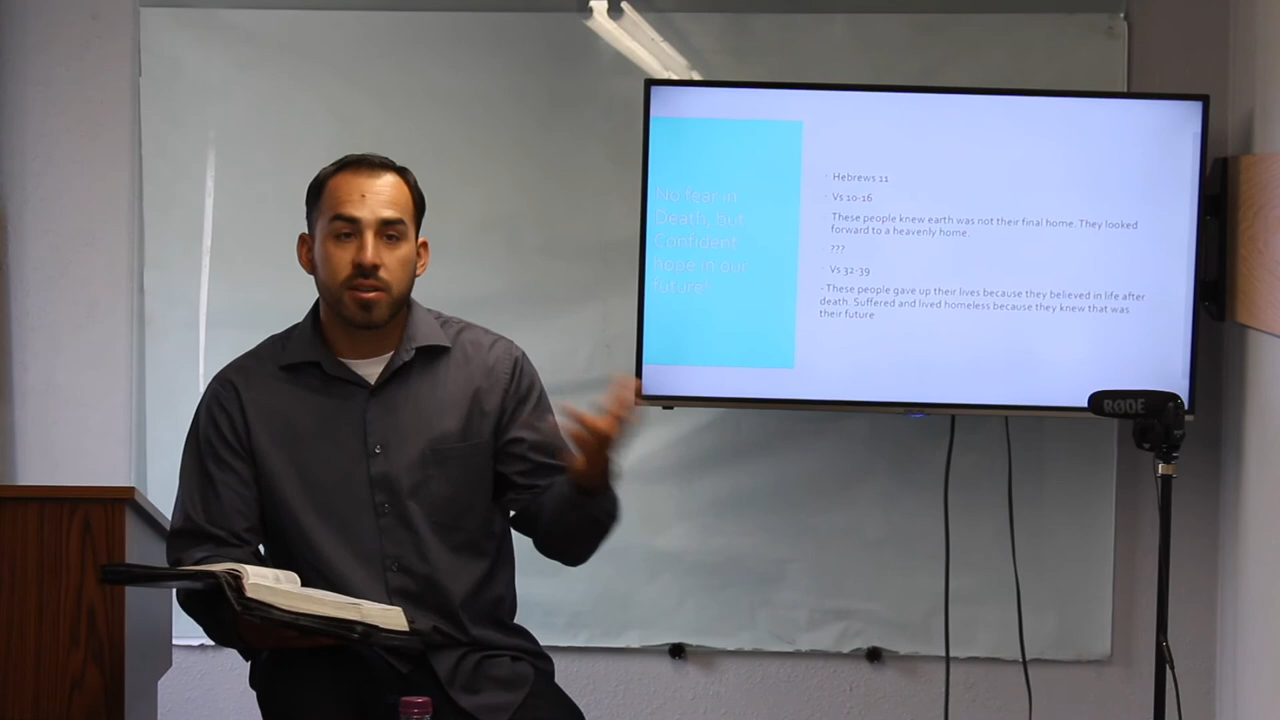 No fear in
Death, but
Confident
hope in our
future!
Hebrews 11
Vs 10-16
These people knew earth was not their final home. They looked
forward to a heavenly home.
???
Vs 32-39
- These people gave up their lives because they believed in life after
death. Suffered and lived homeless because they knew that was
their future
RØDE